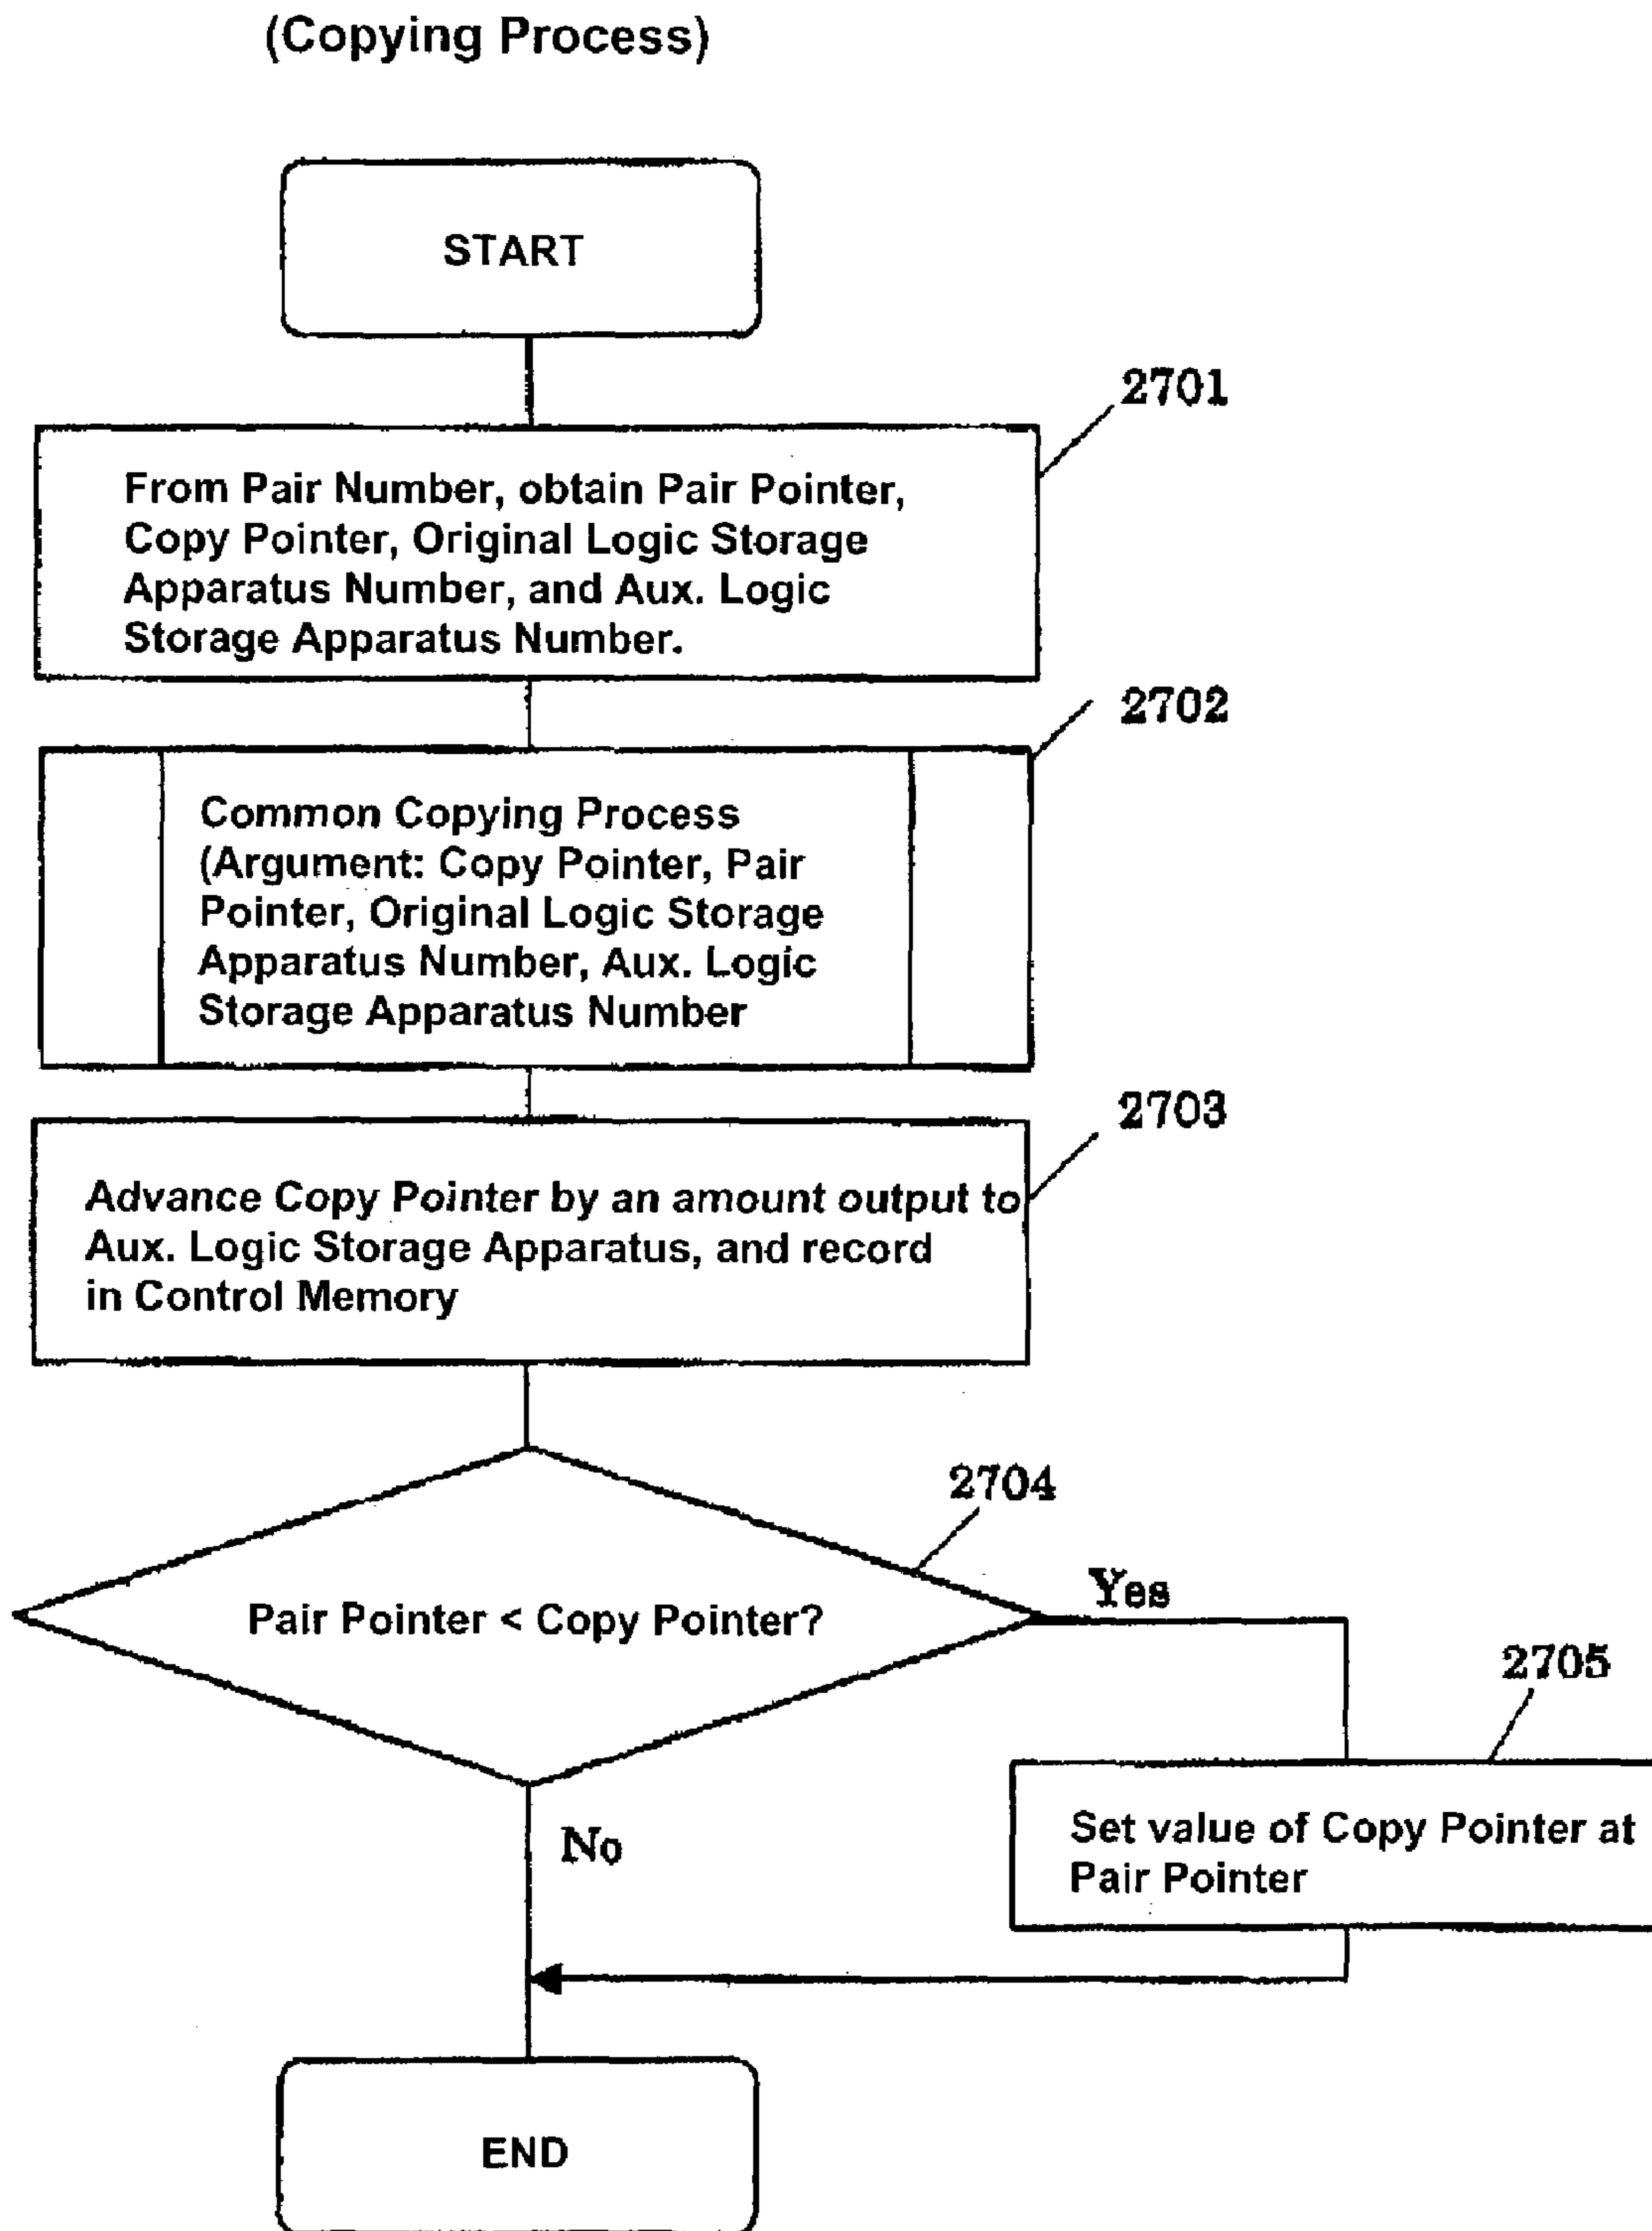 (Copying Process)
START
2701
From Pair Number, obtain Pair Pointer,
Copy Pointer, Original Logic Storage
Apparatus Number, and Aux. Logic
Storage Apparatus Number.
2702
Common Copying Process
(Argument: Copy Pointer, Pair
Pointer, Original Logic Storage
Apparatus Number, Aux. Logic
Storage Apparatus Number
2703
Advance Copy Pointer by an amount output to
Aux. Logic Storage Apparatus, and record
in Control Memory
2704
Pair Pointer < Copy Pointer?
Yes
2705
Set value of Copy Pointer at
Pair Pointer
No
END